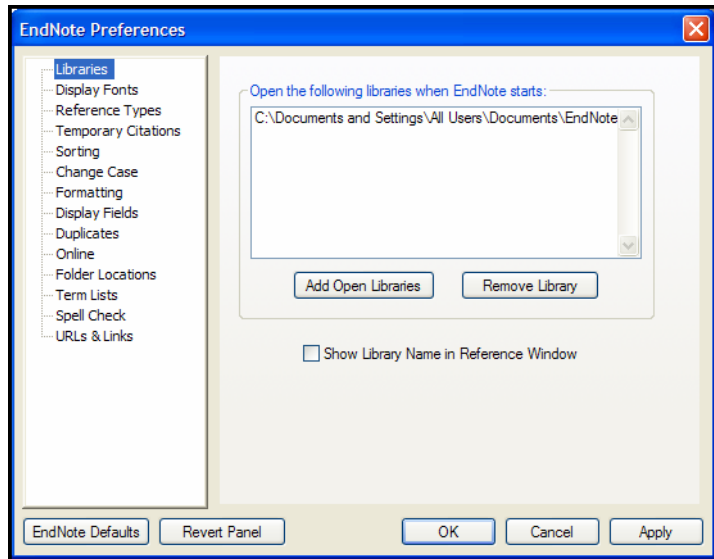 EndNote Preferences
Libraries
Display Fonts
Reference Types
Temporary Citations
Sorting
Change Case
Formatting
Display Fields
Duplicates
Online
Folder Locations
Term Lists
Spell Check
URLs & Links
Open the following libraries when EndNote starts:
C:\Documents and Settings\All Users\Documents\EndNote
Add Open Libraries Remove Library
Show Library Name in Reference Window
EndNote Defaults Revert Panel OK Cancel Apply